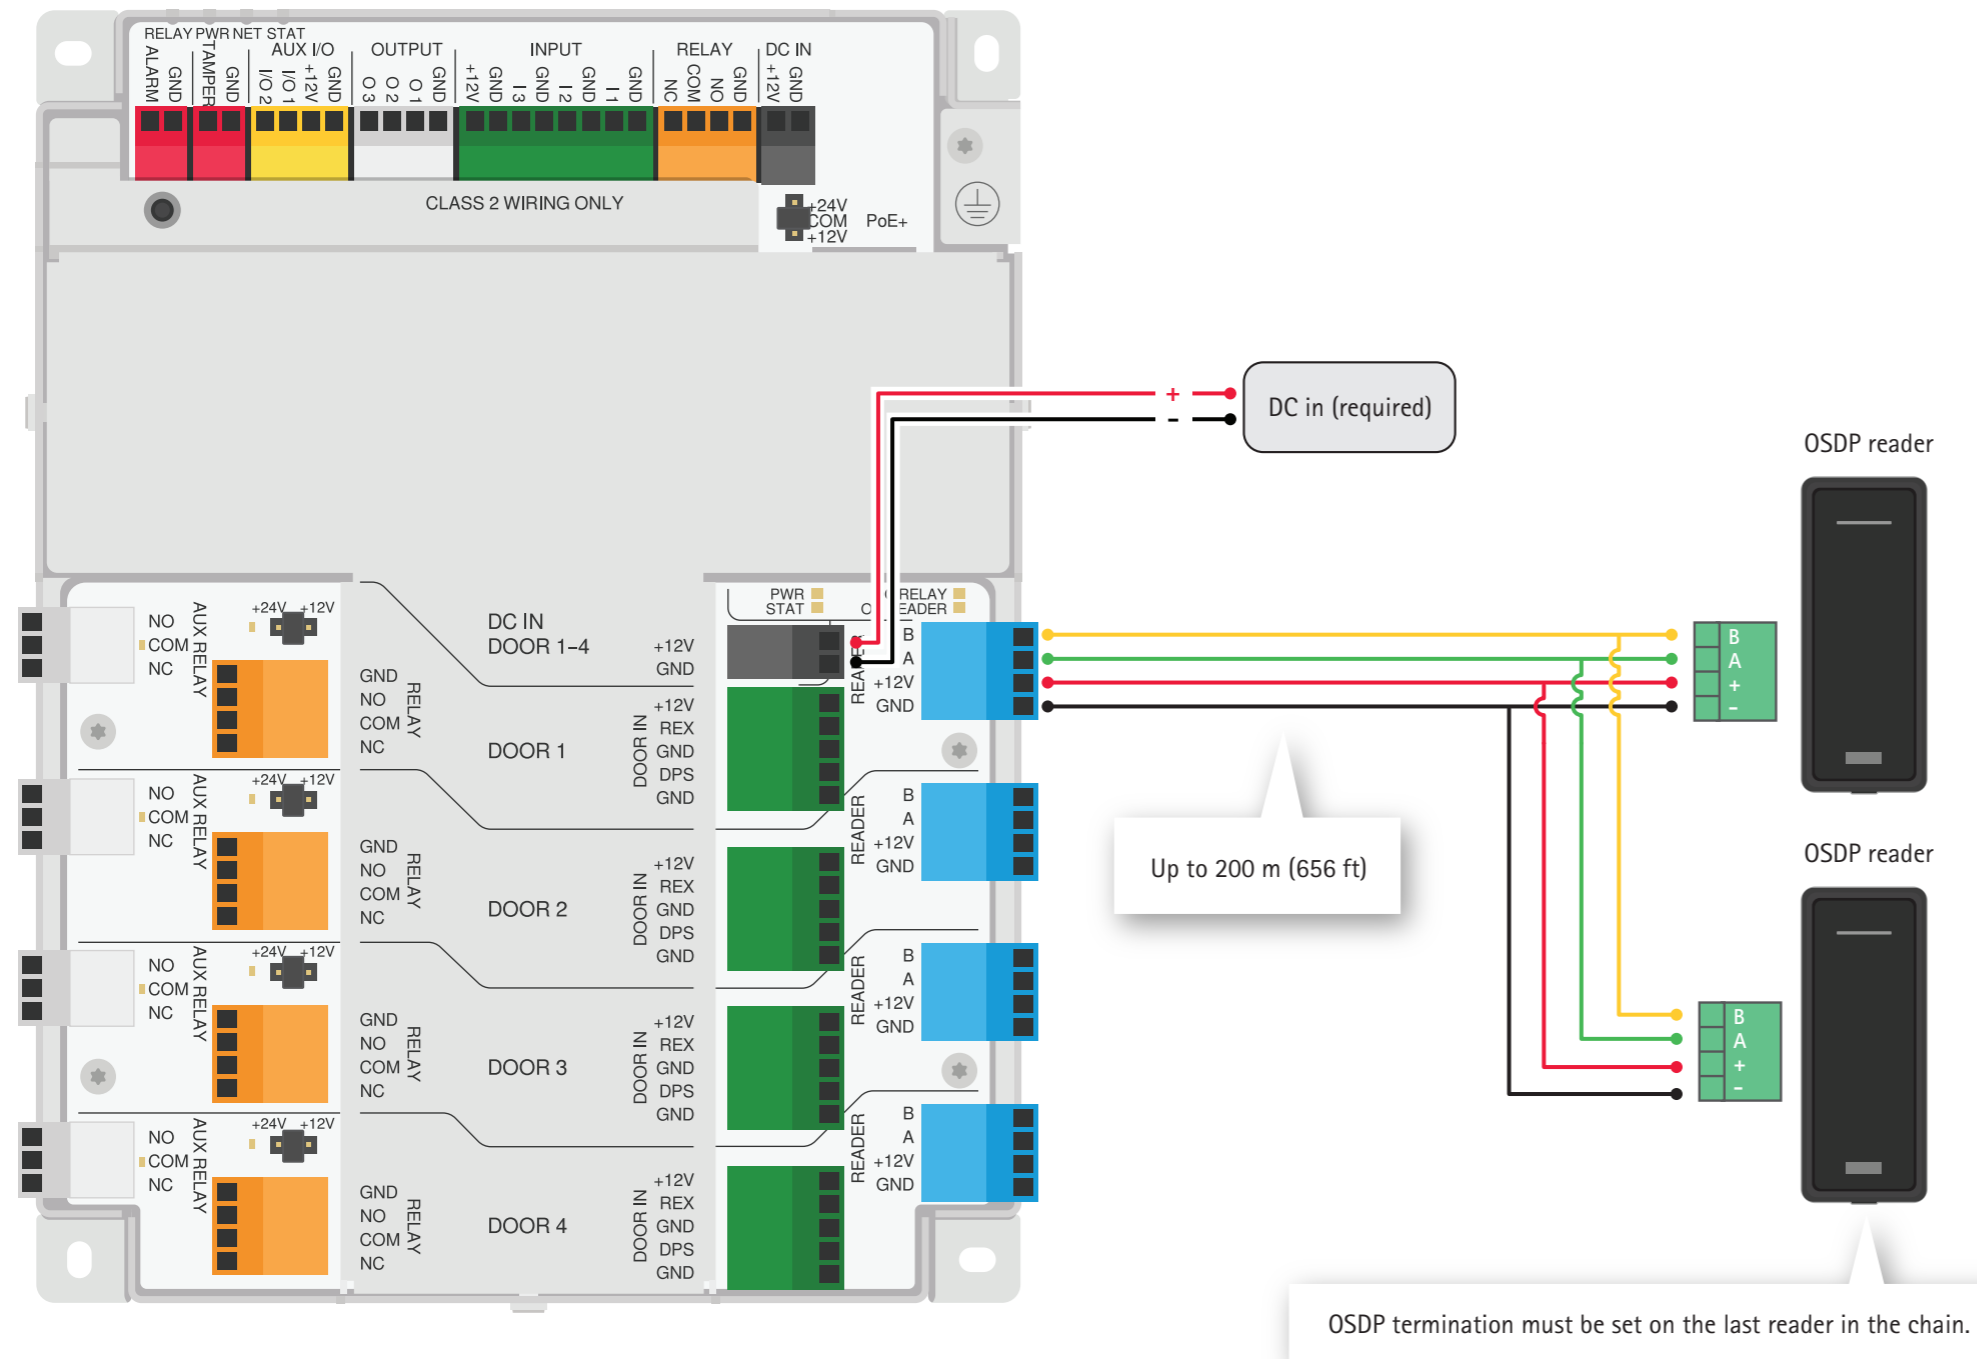 RELAY PWR NET STAT
AUX I/O OUTPUT INPUT RELAY DC IN
ALARM GND TAMPER GND I/O 2 I/O 1 +12V GND O 3 O 2 O 1 GND +12V GND I 3 GND I 2 GND I 1 GND NC COM NO GND +12V GND
CLASS 2 WIRING ONLY
+24V
COM PoE+
+12V
+
-
DC in (required)
OSDP reader
PWR
STAT
RELAY
NO
COM
NC
AUX RELAY
+24V +12V
GND
NO
COM
NC
RELAY
DC IN
DOOR 1-4
+12V
GND
DOOR 1
DOOR IN
+12V
REX
GND
DPS
GND
B
A
+12V
GND
B
A
+
-
NO
COM
NC
AUX RELAY
+24V +12V
GND
NO
COM
NC
RELAY
DOOR 2
DOOR IN
+12V
REX
GND
DPS
GND
READER
B
A
+12V
GND
Up to 200 m (656 ft)
OSDP reader
NO
COM
NC
AUX RELAY
+24V +12V
GND
NO
COM
NC
RELAY
DOOR 3
DOOR IN
+12V
REX
GND
DPS
GND
READER
B
A
+12V
GND
B
A
+
-
NO
COM
NC
AUX RELAY
+24V +12V
GND
NO
COM
NC
RELAY
DOOR 4
DOOR IN
+12V
REX
GND
DPS
GND
READER
B
A
+12V
GND
OSDP termination must be set on the last reader in the chain.